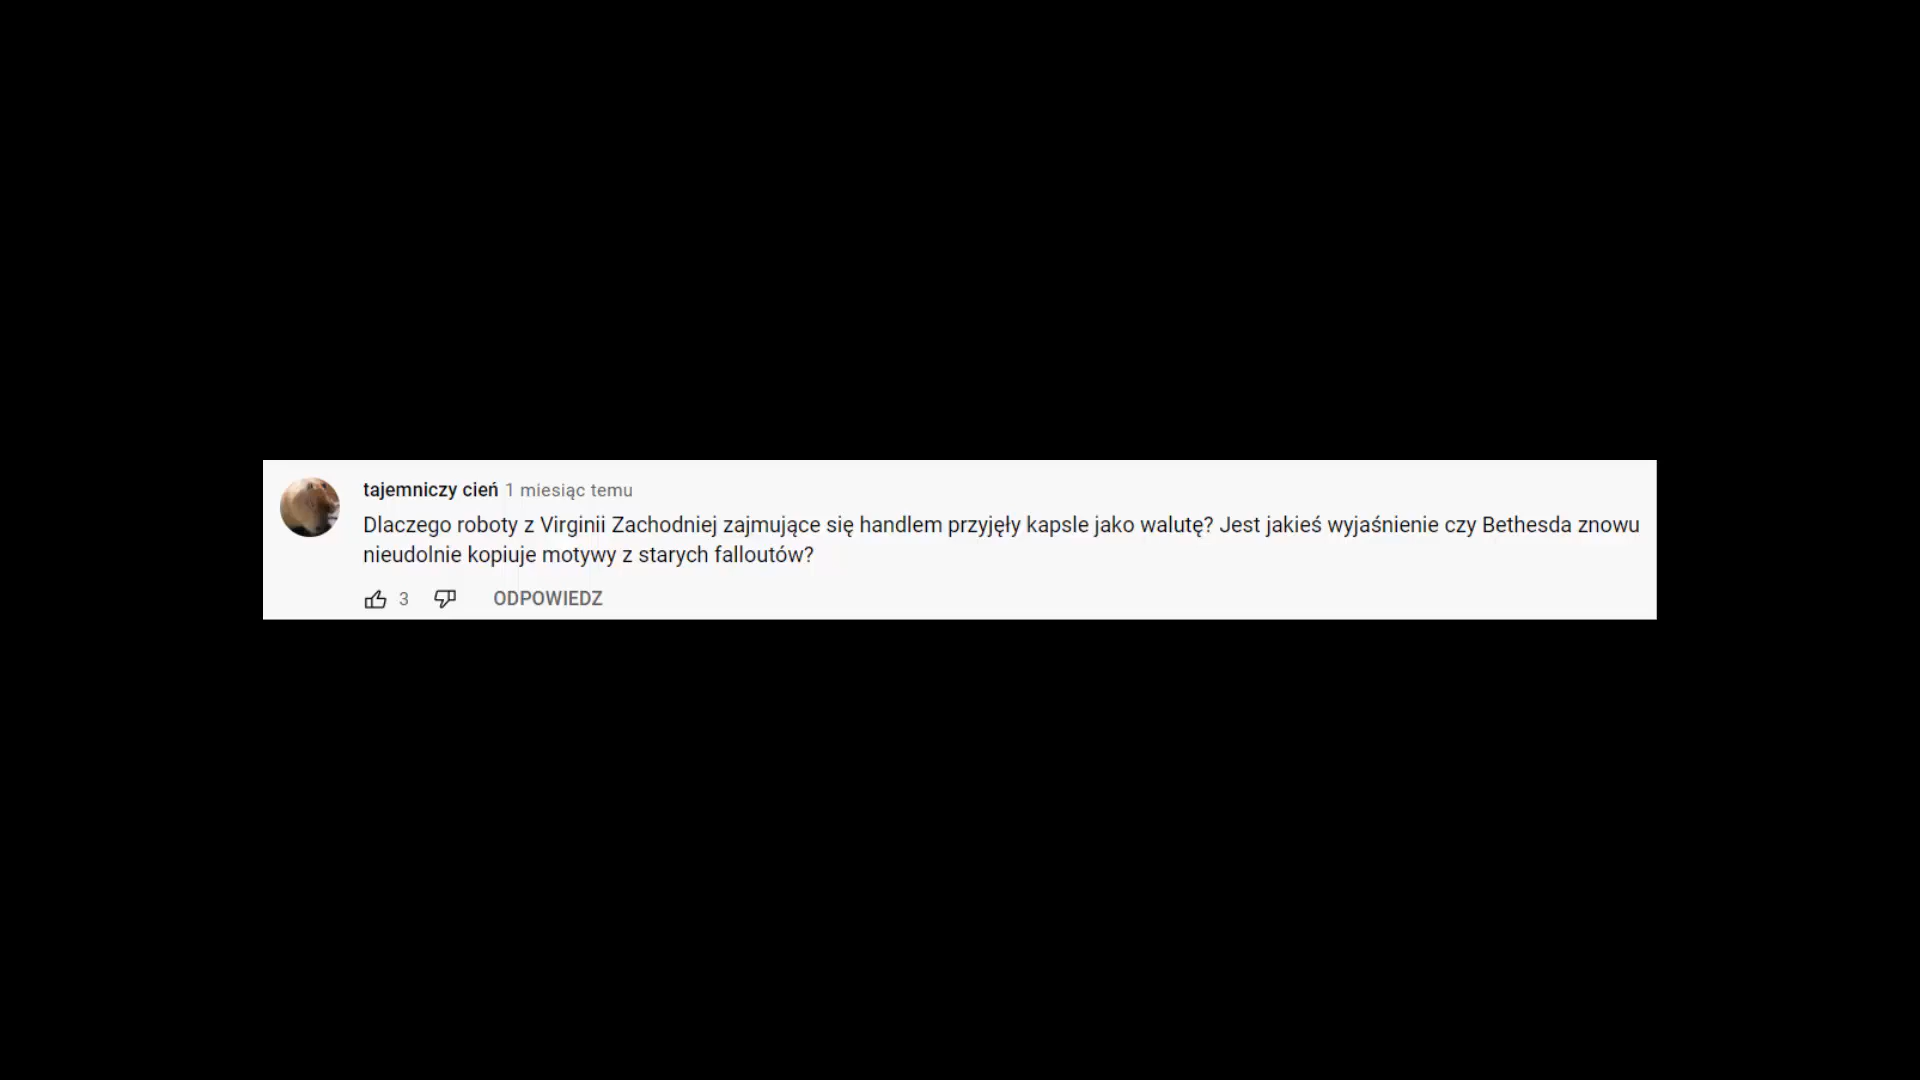 tajemniczy cień 1 miesiąc temu
Dlaczego roboty z Virginii Zachodniej zajmujące się handlem przyjęły kapsle jako walutę? Jest jakieś wyjaśnienie czy Bethesda znowu
nieudolnie kopiuje motywy z starych falloutów?
3 ODPOWIEDZ